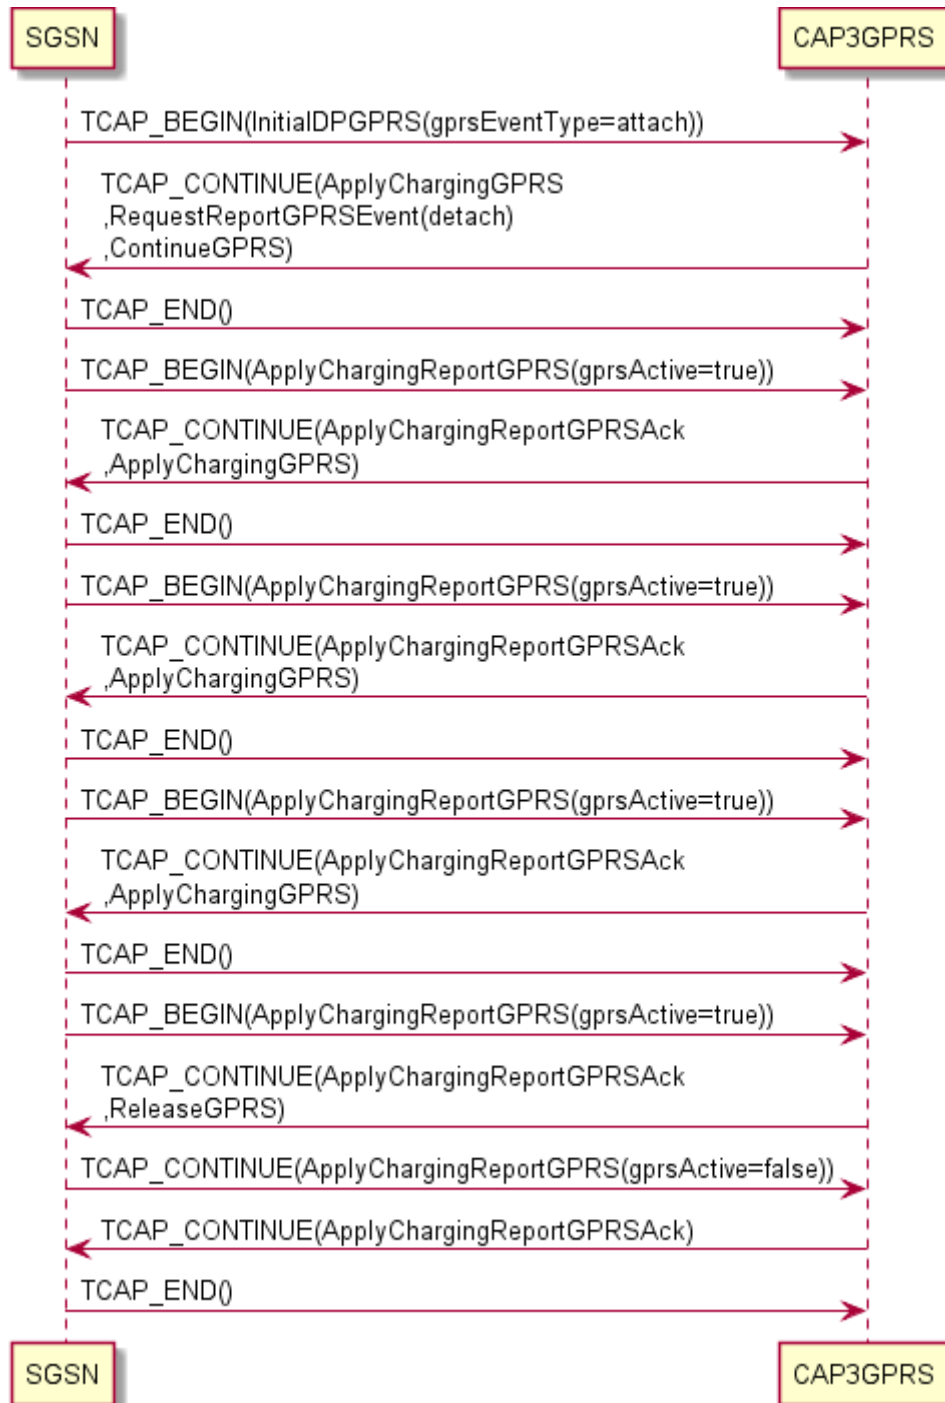 SGSN CAP3GPRS
TCAP_BEGIN(InitialDPGPRS(gprsEventType=attach))
TCAP_CONTINUE(ApplyChargingGPRS
,RequestReportGPRSEvent(detach)
,ContinueGPRS)
TCAP_END()
TCAP_BEGIN(ApplyChargingReportGPRS(gprsActive=true))
TCAP_CONTINUE(ApplyChargingReportGPRSAck
,ApplyChargingGPRS)
TCAP_END()
TCAP_BEGIN(ApplyChargingReportGPRS(gprsActive=true))
TCAP_CONTINUE(ApplyChargingReportGPRSAck
,ApplyChargingGPRS)
TCAP_END()
TCAP_BEGIN(ApplyChargingReportGPRS(gprsActive=true))
TCAP_CONTINUE(ApplyChargingReportGPRSAck
,ApplyChargingGPRS)
TCAP_END()
TCAP_BEGIN(ApplyChargingReportGPRS(gprsActive=true))
TCAP_CONTINUE(ApplyChargingReportGPRSAck
,ReleaseGPRS)
TCAP_CONTINUE(ApplyChargingReportGPRS(gprsActive=false))
TCAP_CONTINUE(ApplyChargingReportGPRSAck)
TCAP_END()
SGSN CAP3GPRS